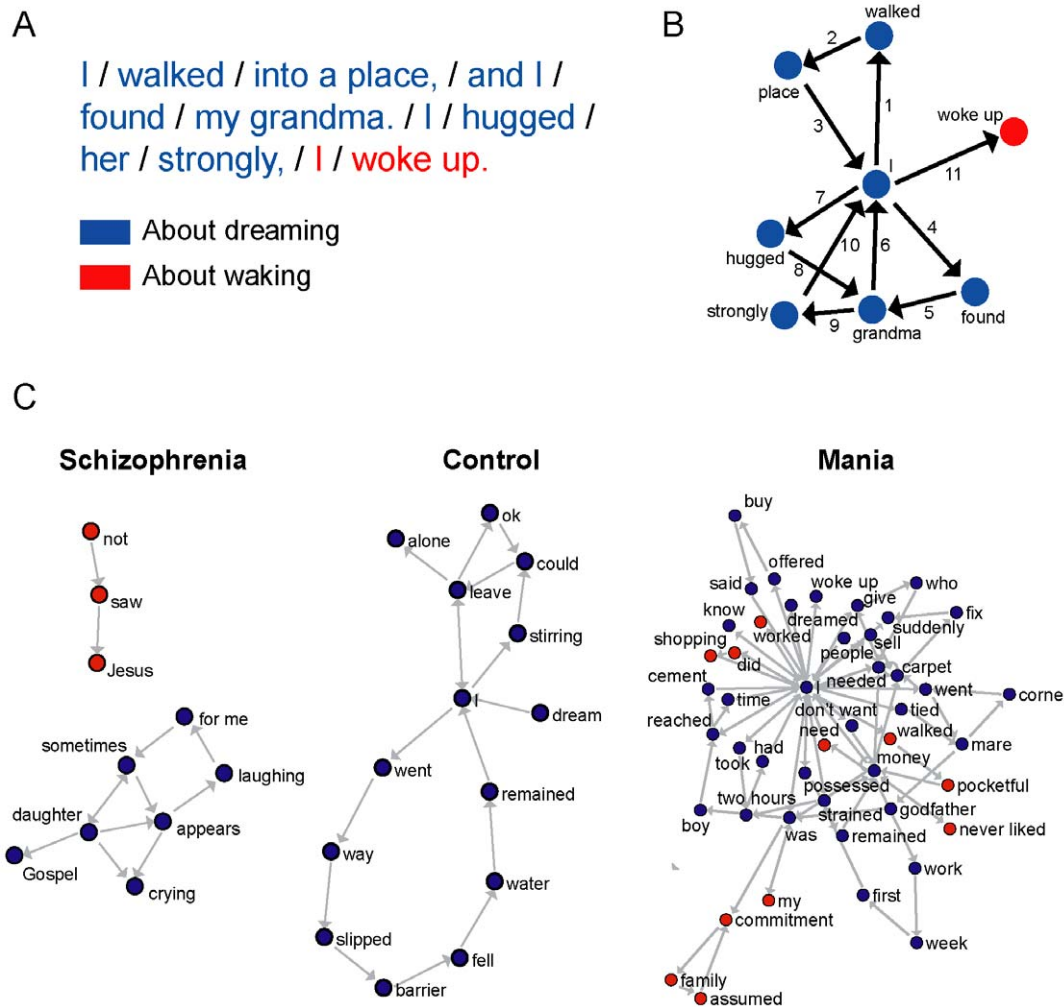 A
I / walked / into a place, / and I /
found / my grandma. / I / hugged /
her / strongly, / I / woke up.
About dreaming
About waking
B
walked
2
place
1
3
woke up
I
11
7
4
hugged
10
6
8
strongly
9
5
grandma
found
C
Schizophrenia
not
saw
Jesus
for me
sometimes
laughing
daughter
appears
Gospel
crying
Control
ok
alone
could
leave
stirring
I
dream
went
remained
way
water
slipped
fell
barrier
Mania
buy
offered
said
woke up
give
who
know
dreamed
suddenly
fix
worked
shopping
people
sell
did
needed
carpet
cement
I
went
corne
time
don't want
tied
reached
need
walked
had
mare
took
money
possessed
pocketful
two hours
strained
godfather
boy
was
remained
never liked
work
my
first
commitment
week
family
assumed